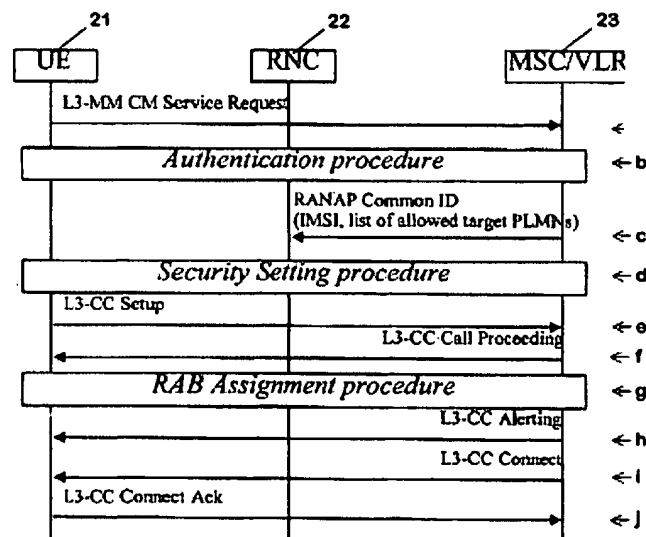 21 22 23
UE RNC MSC/VLR
L3-MM CM Service Request
Authentication procedure
b
RANAP Common ID
(IMSI, list of allowed target PLMNs)
c
Security Setting procedure
d
L3-CC Setup
e
L3-CC Call Proceeding
f
RAB Assignment procedure
g
L3-CC Alerting
h
L3-CC Connect
i
L3-CC Connect Ack
j